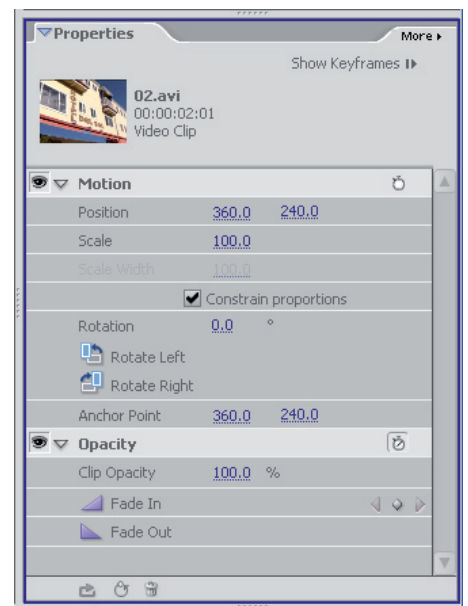 Properties
More
Show Keyframes
02.avi
00:00:02:01
Video Clip
Motion
Position 360.0 240.0
Scale 100.0
Scale Width 100.0
Constrain proportions
Rotation 0.0 °
Rotate Left
Rotate Right
Anchor Point 360.0 240.0
Opacity
Clip Opacity 100.0 %
Fade In
Fade Out